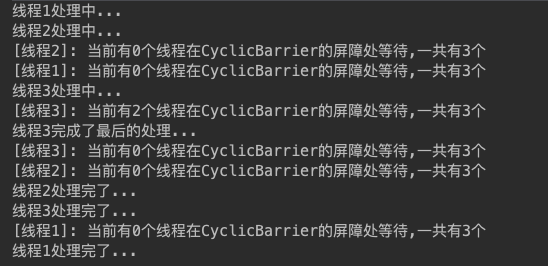 线程1处理中...
线程2处理中...
[线程2]: 当前有0个线程在CyclicBarrier的屏障处等待,一共有3个
[线程1]: 当前有0个线程在CyclicBarrier的屏障处等待,一共有3个
线程3处理中...
[线程3]: 当前有2个线程在CyclicBarrier的屏障处等待,一共有3个
线程3完成了最后的处理...
[线程3]: 当前有0个线程在CyclicBarrier的屏障处等待,一共有3个
[线程2]: 当前有0个线程在CyclicBarrier的屏障处等待,一共有3个
线程2处理完了...
线程3处理完了...
[线程1]: 当前有0个线程在CyclicBarrier的屏障处等待,一共有3个
线程1处理完了...